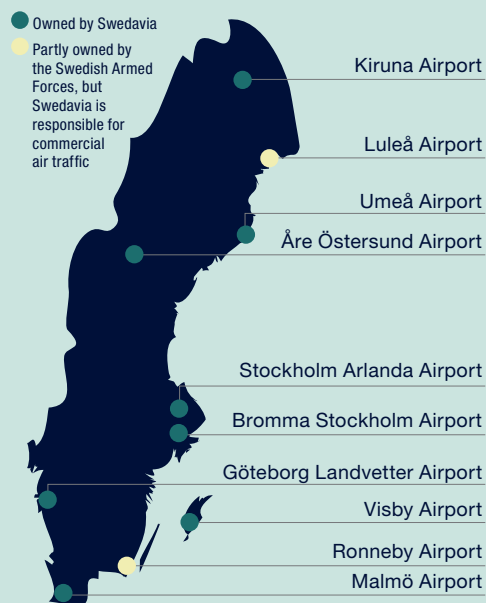 Owned by Swedavia
Partly owned by
the Swedish Armed
Forces, but
Swedavia is
responsible for
commercial
air traffic
Kiruna Airport
Luleå Airport
Umeå Airport
Åre Östersund Airport
Stockholm Arlanda Airport
Bromma Stockholm Airport
Göteborg Landvetter Airport
Visby Airport
Ronneby Airport
Malmö Airport